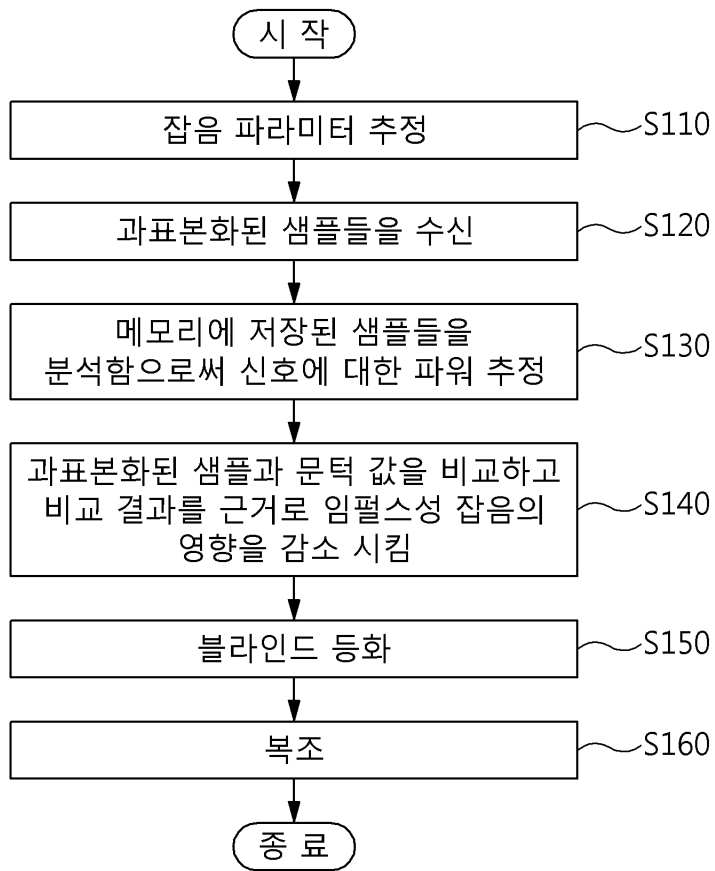 시 작
잡음 파라미터 추정
S110
과표본화된 샘플들을 수신
S120
메모리에 저장된 샘플들을
분석함으로써 신호에 대한 파워 추정
S130
과표본화된 샘플과 문턱 값을 비교하고
비교 결과를 근거로 임펄스성 잡음의
영향을 감소 시킴
S140
블라인드 등화
S150
복조
S160
종 료